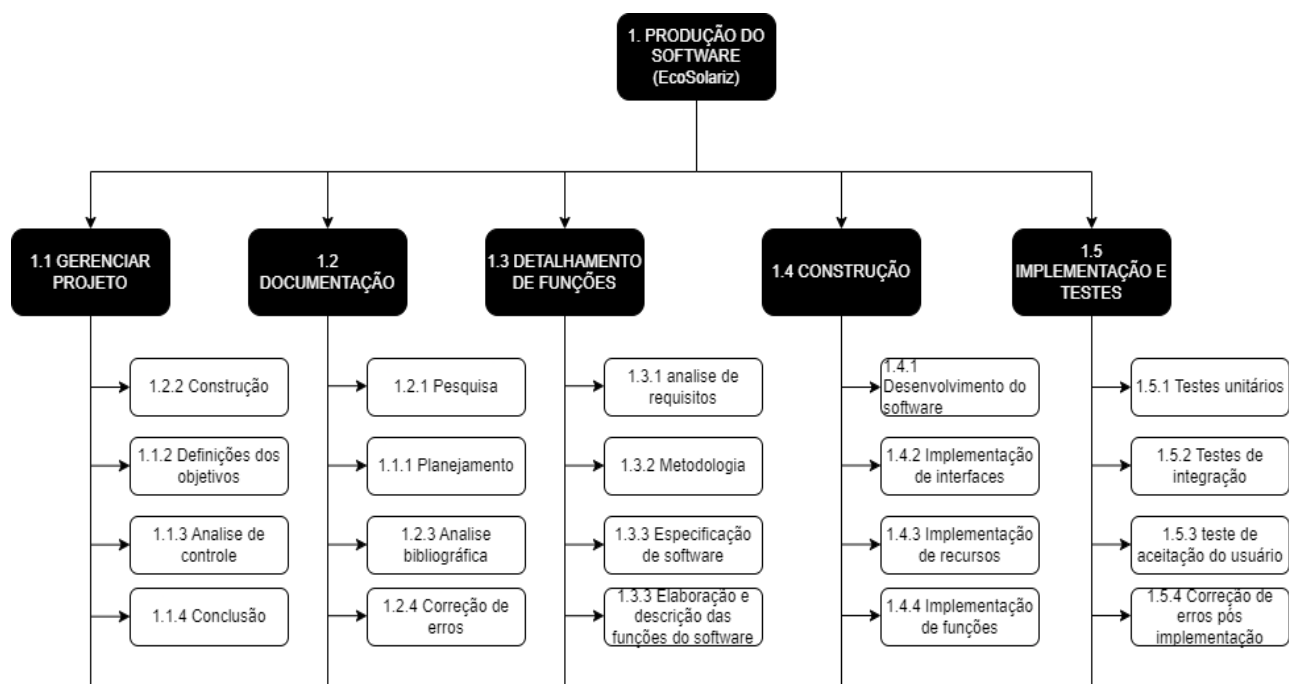 1. PRODUÇÃO DO
SOFTWARE
(EcoSolariz)
1.1 GERENCIAR
PROJETO
1.2
DOCUMENTAÇÃO
1.3 DETALHAMENTO
DE FUNÇÕES
1.4 CONSTRUÇÃO
1.5
IMPLEMENTAÇÃO E
TESTES
1.2.2 Construção
1.1.2 Definições dos
objetivos
1.1.3 Analise de
controle
1.1.4 Conclusão
1.2.1 Pesquisa
1.1.1 Planejamento
1.2.3 Analise
bibliográfica
1.2.4 Correção de
erros
1.3.1 analise de
requisitos
1.3.2 Metodologia
1.3.3 Especificação
de software
1.3.3 Elaboração e
descrição das
funções do software
1.4.1
Desenvolvimento do
software
1.4.2 Implementação
de interfaces
1.4.3 Implementação
de recursos
1.4.4 Implementação
de funções
1.5.1 Testes unitários
1.5.2 Testes de
integração
1.5.3 teste de
aceitação do usuário
1.5.4 Correção de
erros pós
implementação